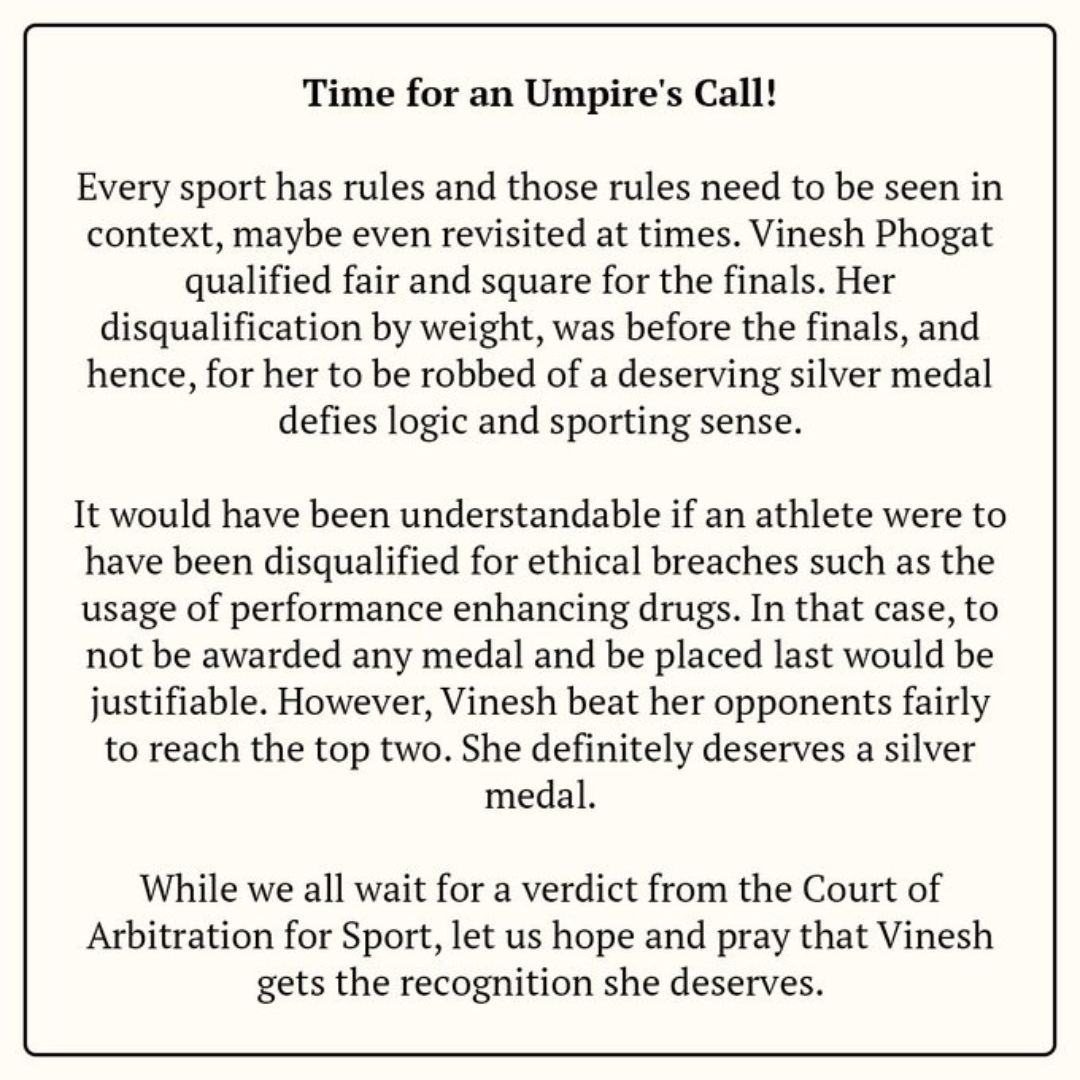 Time for an Umpire's Call!
Every sport has rules and those rules need to be seen in
context, maybe even revisited at times. Vinesh Phogat
qualified fair and square for the finals. Her
disqualification by weight, was before the finals, and
hence, for her to be robbed of a deserving silver medal
defies logic and sporting sense.
It would have been understandable if an athlete were to
have been disqualified for ethical breaches such as the
usage of performance enhancing drugs. In that case, to
not be awarded any medal and be placed last would be
justifiable. However, Vinesh beat her opponents fairly
to reach the top two. She definitely deserves a silver
medal.
While we all wait for a verdict from the Court of
Arbitration for Sport, let us hope and pray that Vinesh
gets the recognition she deserves.